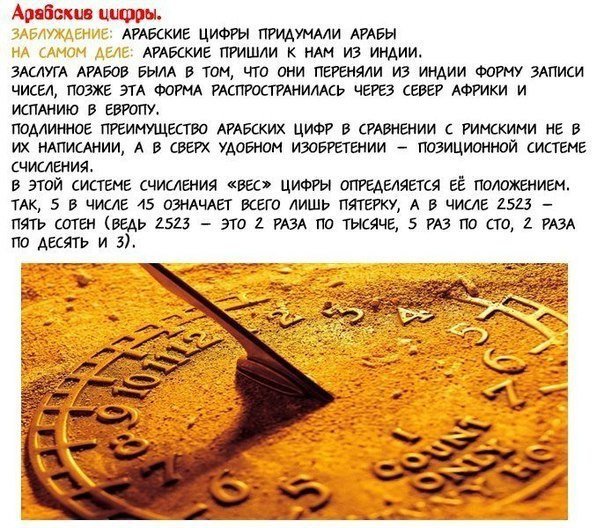 Арабские цифры.
ЗАБЛУЖДЕНИЕ: АРАБСКИЕ ЦИФРЫ ПРИДУМАЛИ АРАБЫ
НА САМОМ ДЕЛЕ: АРАБСКИЕ ПРИШЛИ К НАМ ИЗ ИНДИИ.
ЗАСЛУГА АРАБОВ БЫЛА В ТОМ, ЧТО ОНИ ПЕРЕНЯЛИ ИЗ ИНДИИ ФОРМУ ЗАПИСИ
ЧИСЕЛ, ПОЗЖЕ ЭТА ФОРМА РАСПРОСТРАНИЛАСЬ ЧЕРЕЗ СЕВЕР АФРИКИ И
ИСПАНИЮ В ЕВРОПУ.
ПОДЛИННОЕ ПРЕИМУЩЕСТВО АРАБСКИХ ЦИФР В СРАВНЕНИИ С РИМСКИМИ НЕ В
ИХ НАПИСАНИИ, А В СВЕРХ УДОБНОМ ИЗОБРЕТЕНИИ – ПОЗИЦИОННОЙ СИСТЕМЕ
СЧИСЛЕНИЯ.
В ЭТОЙ СИСТЕМЕ СЧИСЛЕНИЯ «ВЕС» ЦИФРЫ ОПРЕДЕЛЯЕТСЯ ЕЁ ПОЛОЖЕНИЕМ.
ТАК, 5 В ЧИСЛЕ 15 ОЗНАЧАЕТ ВСЕГО ЛИШЬ ПЯТЕРКУ, А В ЧИСЛЕ 2523 –
ПЯТЬ СОТЕН (ВЕДЬ 2523 – ЭТО 2 РАЗА ПО ТЫСЯЧЕ, 5 РАЗ ПО СТО, 2 РАЗА
ПО ДЕСЯТЬ И 3).
5 6 7 8 9 10 11 12 1 2 3 4 5 6 7
I
COUNT
ONLY
HO